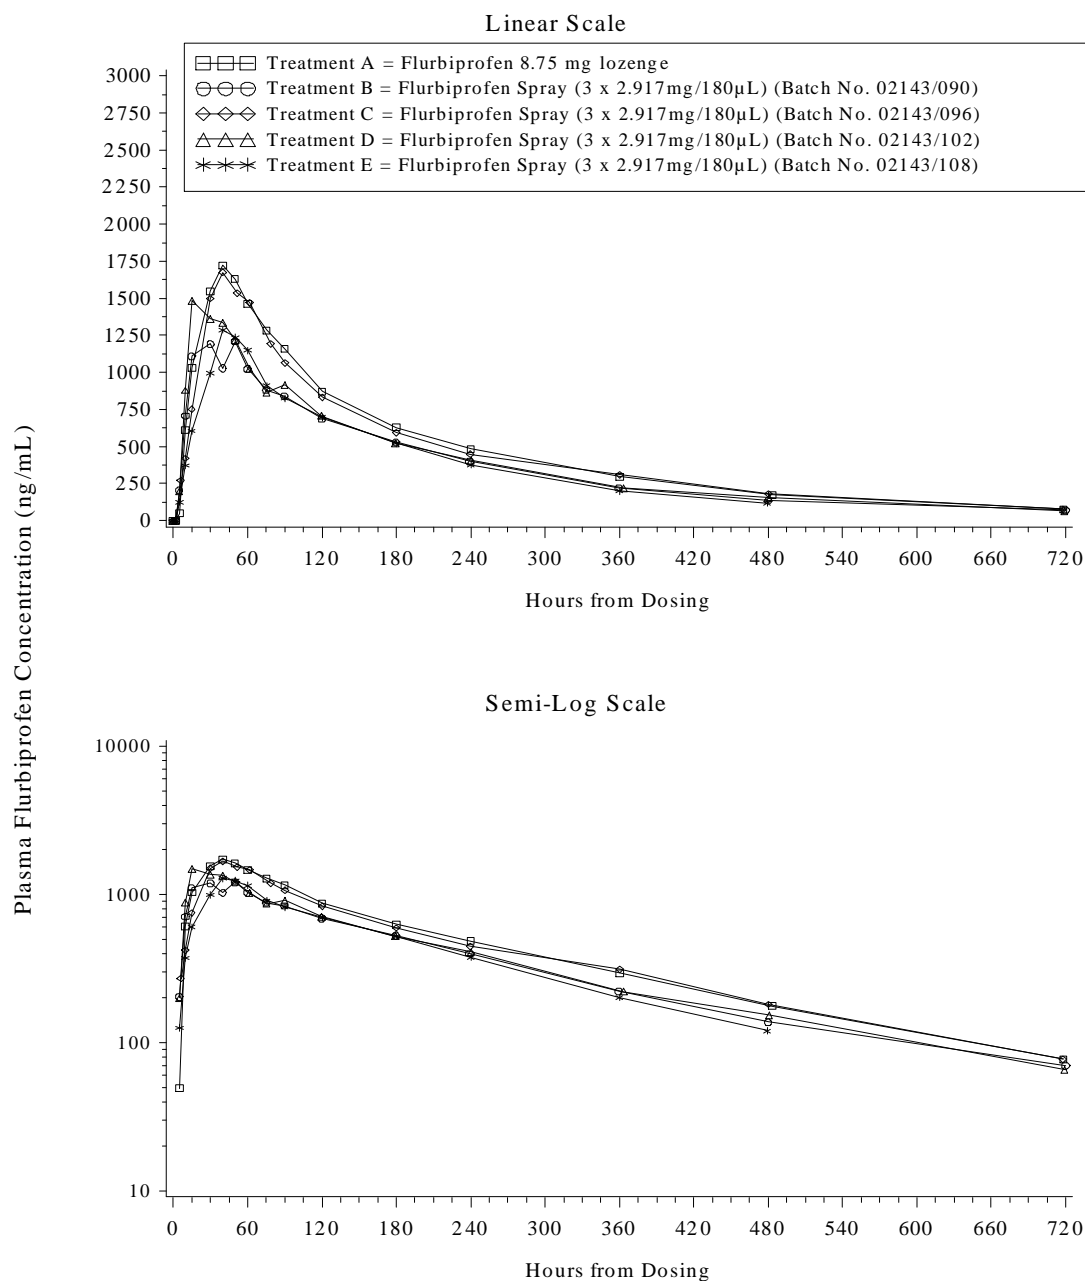 Linear Scale
Treatment A = Flurbiprofen 8.75 mg lozenge
Treatment B = Flurbiprofen Spray (3 x 2.917mg/180µL) (Batch No. 02143/090)
Treatment C = Flurbiprofen Spray (3 x 2.917mg/180µL) (Batch No. 02143/096)
Treatment D = Flurbiprofen Spray (3 x 2.917mg/180µL) (Batch No. 02143/102)
Treatment E = Flurbiprofen Spray (3 x 2.917mg/180µL) (Batch No. 02143/108)
3000
2750
2500
2250
2000
1750
1500
1250
1000
750
500
250
0
0 60 120 180 240 300 360 420 480 540 600 660 720
Hours from Dosing
Plasma Flurbiprofen Concentration (ng/mL)
Semi-Log Scale
10000
1000
100
10
0 60 120 180 240 300 360 420 480 540 600 660 720
Hours from Dosing